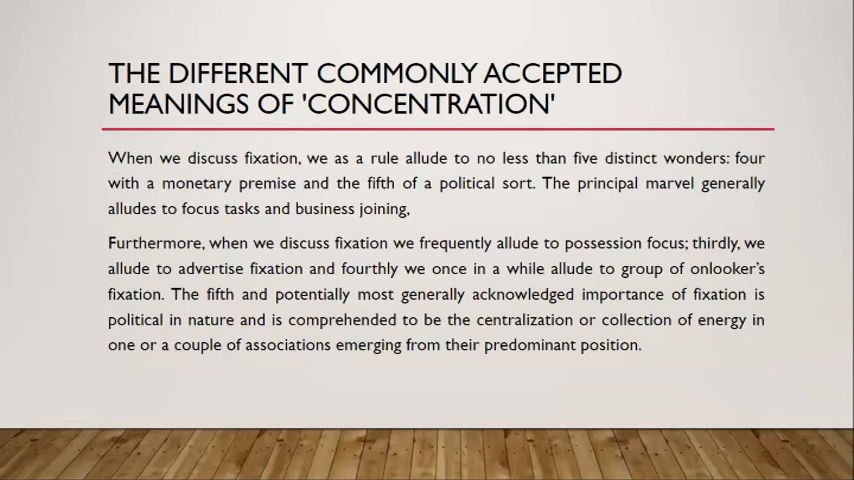 THE DIFFERENT COMMONLY ACCEPTED
MEANINGS OF 'CONCENTRATION'
When we discuss fixation, we as a rule allude to no less than five distinct wonders: four
with a monetary premise and the fifth of a political sort. The principal marvel generally
alludes to focus tasks and business joining,
Furthermore, when we discuss fixation we frequently allude to possession focus; thirdly, we
allude to advertise fixation and fourthly we once in a while allude to group of onlooker’s
fixation. The fifth and potentially most generally acknowledged importance of fixation is
political in nature and is comprehended to be the centralization or collection of energy in
one or a couple of associations emerging from their predominant position.